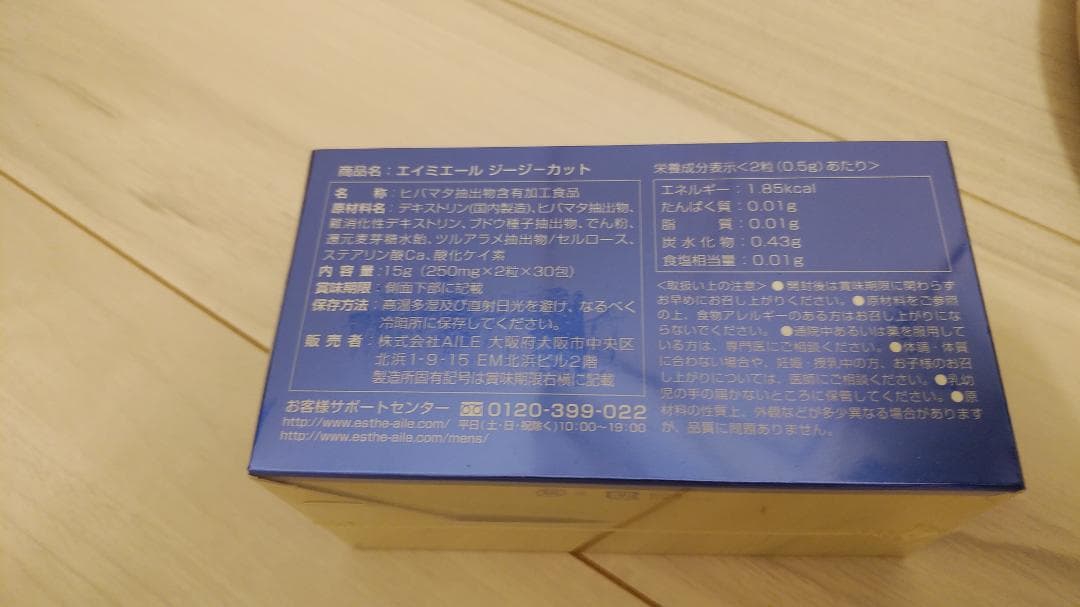 商品名：エイミエール ジージーカット
名　称：ヒバマタ抽出物含有加工食品
原材料名：デキストリン(国内製造)、ヒバマタ抽出物、
難消化性デキストリン、ブドウ種子抽出物、でん粉、
還元麦芽糖水飴、ツルアラメ抽出物/セルロース、
ステアリン酸Ca、酸化ケイ素
内 容 量：15g（250mg×2粒×30包）
賞味期限：側面下部に記載
保存方法：高温多湿及び直射日光を避け、なるべく
冷暗所に保存してください。
販 売 者：株式会社AILE 大阪府大阪市中央区
北浜1-9-15 EM北浜ビル2階
製造所固有記号は賞味期限右横に記載
お客様サポートセンター 0120-399-022
http://www.esthe-aile.com/ 平日(土・日・祝除く)10:00〜19:00
http://www.esthe-aile.com/mens/
栄養成分表示<2粒(0.5g)あたり>
エネルギー：1.85kcal
たんぱく質：0.01g
脂　　質：0.01g
炭水化物：0.43g
食塩相当量：0.01g
<取扱い上の注意> ●開封後は賞味期限に関わらず
お早めにお召し上がりください。●原材料をご参照
の上、食物アレルギーのある方はお召し上がりにな
らないでください。●通院中あるいは薬を服用して
いる方は、専門医にご相談ください。●体調・体質
に合わない場合や、妊娠・授乳中の方、お子様のお召
し上がりについては、医師にご相談ください。●乳幼
児の手の届かないところに保管してください。●原
材料の性質上、外観などが多少異なる場合があります
が、品質に問題ありません。